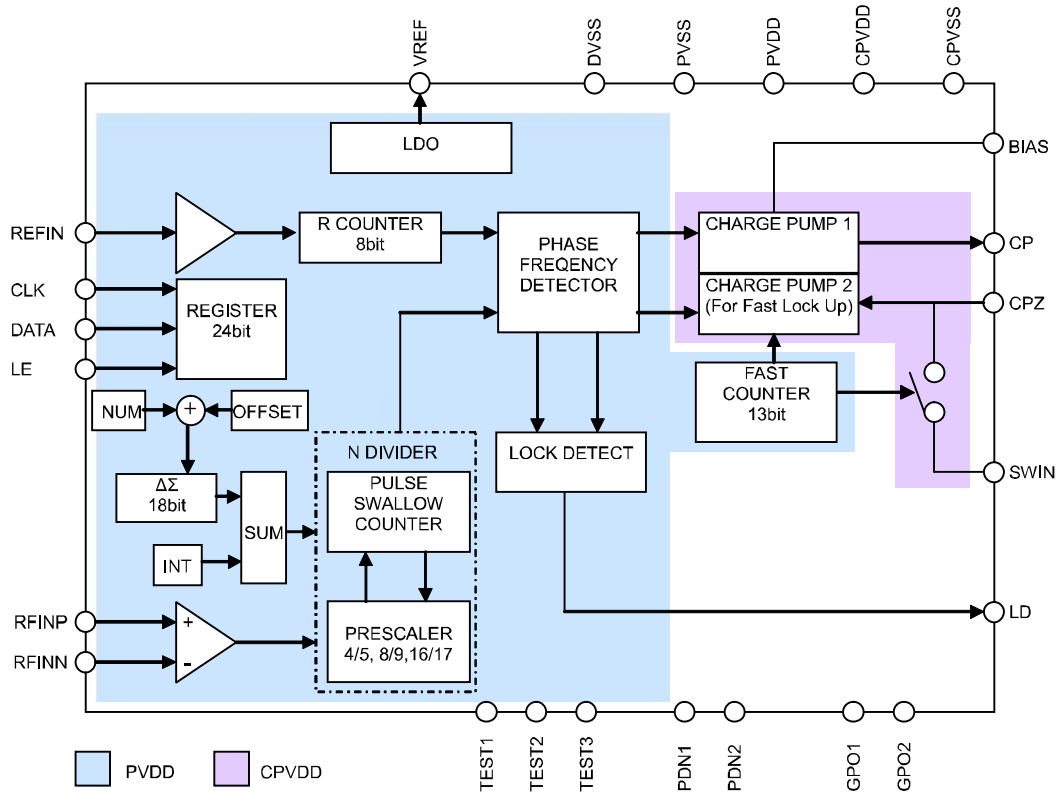 VREF
DVSS
PVSS
PVDD
CPVDD
CPVSS
LDO
BIAS
REFIN
R COUNTER
8bit
PHASE
FREQENCY
DETECTOR
CHARGE PUMP 1
CP
CLK
DATA
LE
REGISTER
24bit
CHARGE PUMP 2
(For Fast Lock Up)
CPZ
FAST
COUNTER
13bit
NUM
+
OFFSET
N DIVIDER
LOCK DETECT
SWIN
ΔΣ
18bit
SUM
PULSE
SWALLOW
COUNTER
INT
RFINP
RFINN
+
-
PRESCALER
4/5, 8/9,16/17
LD
TEST1
TEST2
TEST3
PDN1
PDN2
GPO1
GPO2
PVDD
CPVDD